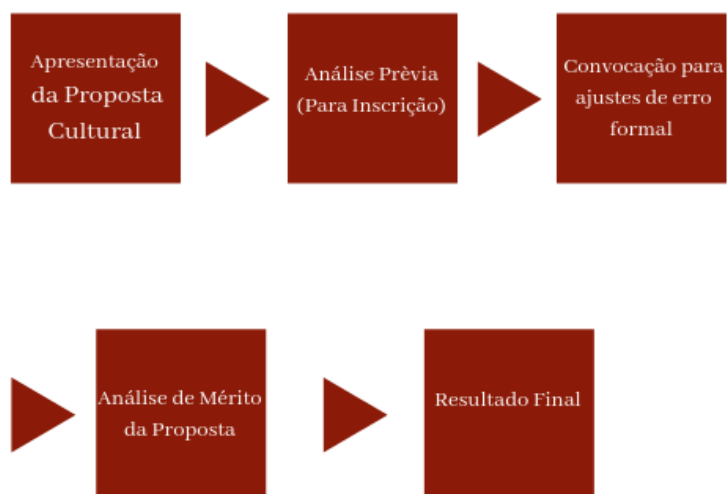 Apresentação
da Proposta
Cultural
Análise Prèvia
(Para Inscrição)
Convocação para
ajustes de erro
formal
Análise de Mérito
da Proposta
Resultado Final